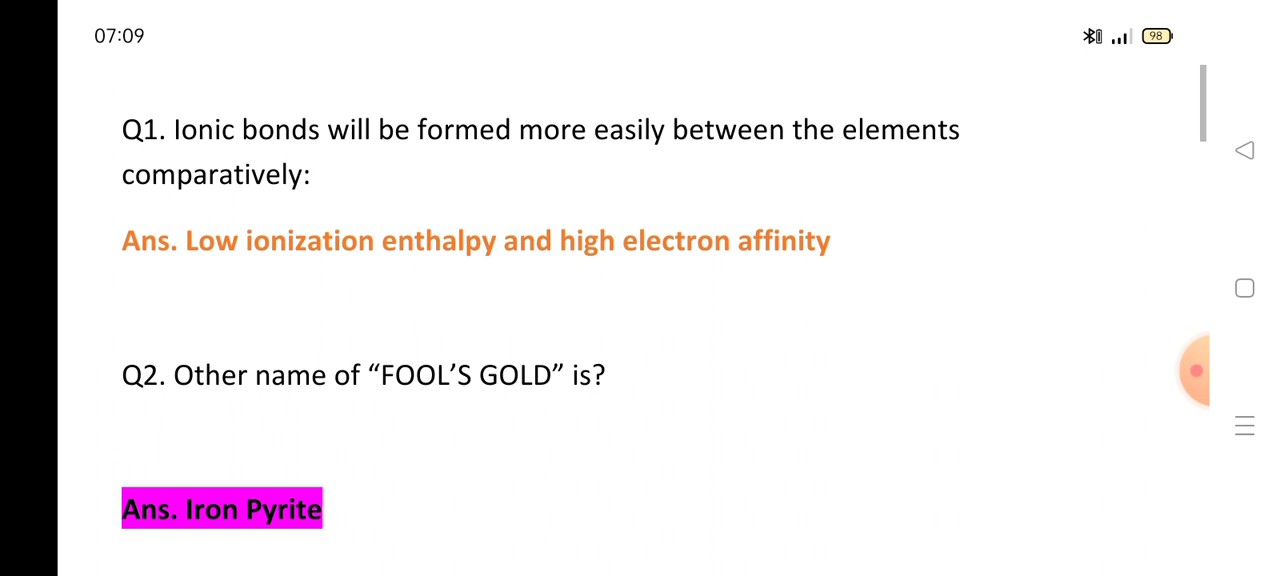 07:09
98
Q1. Ionic bonds will be formed more easily between the elements
comparatively:
Ans. Low ionization enthalpy and high electron affinity
Q2. Other name of “FOOL’S GOLD” is?
Ans. Iron Pyrite